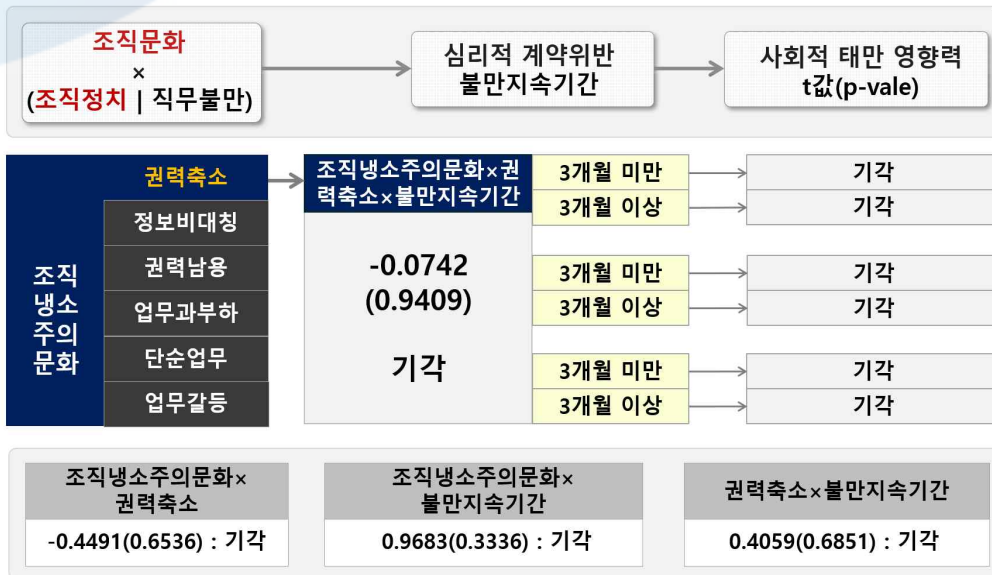 조직문화
×
(조직정치 | 직무불만)
심리적 계약위반
불만지속기간
사회적 태만 영향력
t값(p-vale)
조직
냉소
주의
문화
권력축소
정보비대칭
권력남용
업무과부하
단순업무
업무갈등
조직냉소주의문화×권
력축소×불만지속기간
-0.0742
(0.9409)
기각
3개월 미만
기각
3개월 이상
기각
3개월 미만
기각
3개월 이상
기각
3개월 미만
기각
3개월 이상
기각
조직냉소주의문화×
권력축소
-0.4491(0.6536) : 기각
조직냉소주의문화×
불만지속기간
0.9683(0.3336) : 기각
권력축소×불만지속기간
0.4059(0.6851) : 기각